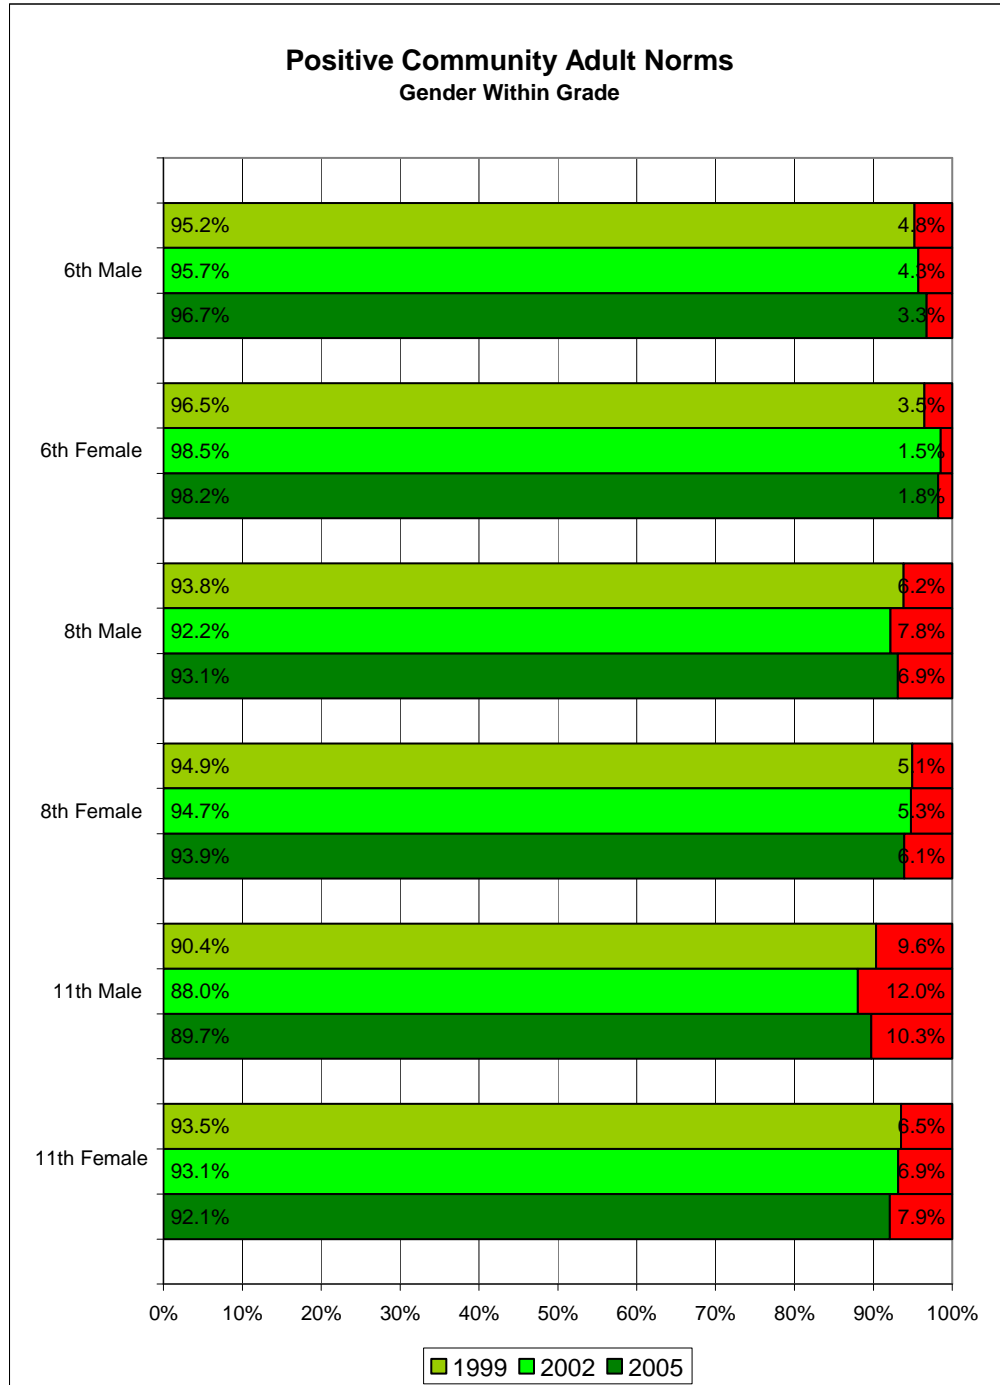 Positive Community Adult Norms
Gender Within Grade
95.2% 4.8%
6th Male 95.7% 4.3%
96.7% 3.3%
96.5% 3.5%
6th Female 98.5% 1.5%
98.2% 1.8%
93.8% 6.2%
8th Male 92.2% 7.8%
93.1% 6.9%
94.9% 5.1%
8th Female 94.7% 5.3%
93.9% 6.1%
90.4% 9.6%
11th Male 88.0% 12.0%
89.7% 10.3%
93.5% 6.5%
11th Female 93.1% 6.9%
92.1% 7.9%
0% 10% 20% 30% 40% 50% 60% 70% 80% 90% 100%
1999 2002 2005